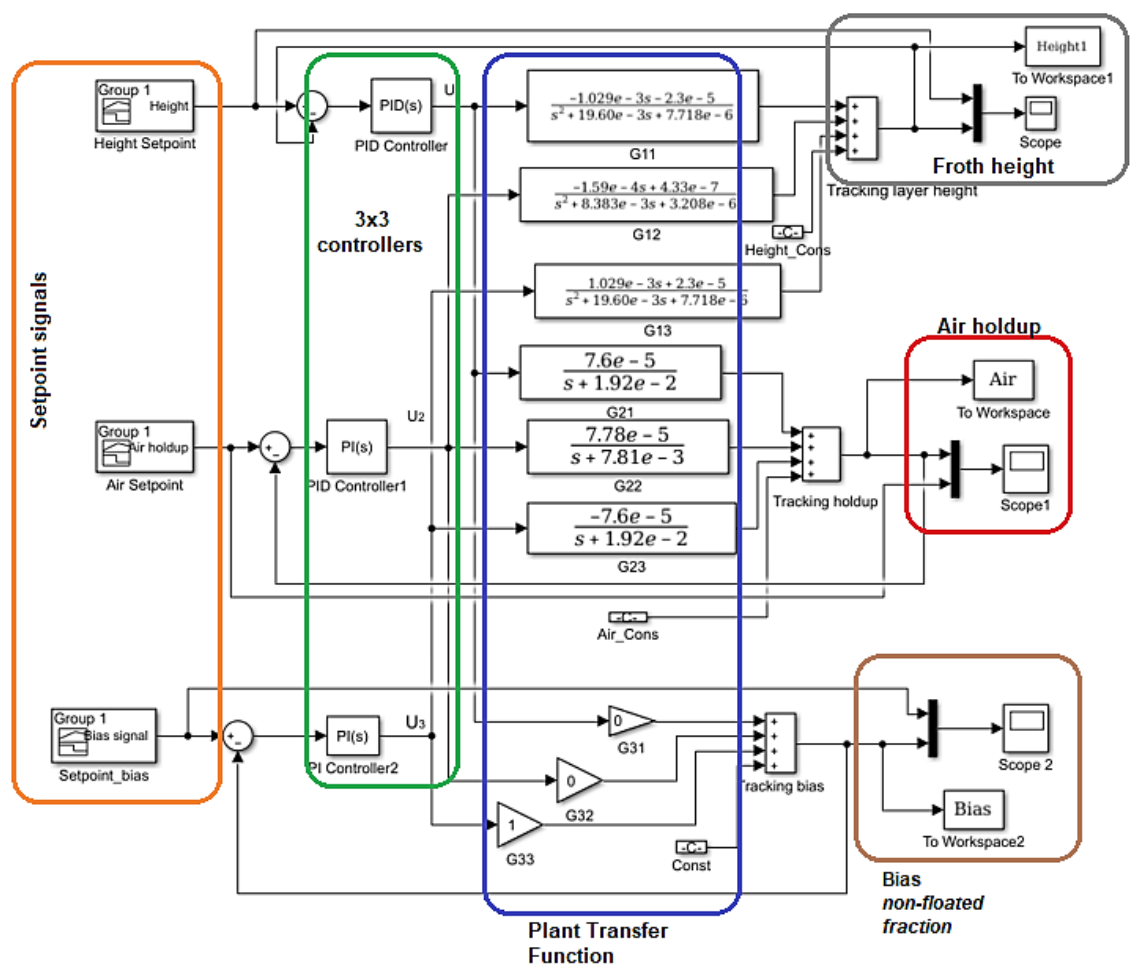 Group 1
Height
Height Setpoint
PID(s)
PID Controller
U
-1.029e − 3s − 2.3e − 5
s² + 19.60e − 3s + 7.718e − 6
G11
Height1
To Workspace1
Scope
Froth height
Tracking layer height
-1.59e − 4s + 4.33e − 7
s² + 8.383e − 3s + 3.208e − 6
G12
-C-
Height_Cons
3x3
controllers
1.029e − 3s + 2.3e − 5
s² + 19.60e − 3s + 7.718e − 6
G13
Setpoint signals
Air holdup
7.6e − 5
s + 1.92e − 2
G21
Air
To Workspace
Group 1
Air holdup
Air Setpoint
PI(s)
PID Controller1
U2
7.78e − 5
s + 7.81e − 3
G22
Tracking holdup
Scope1
-7.6e − 5
s + 1.92e − 2
G23
-C-
Air_Cons
Group 1
Bias signal
Setpoint_bias
PI(s)
PI Controller2
U3
0
G31
0
G32
1
G33
-C-
Const
Tracking bias
Scope 2
Bias
To Workspace2
Bias
non-floated
fraction
Plant Transfer
Function